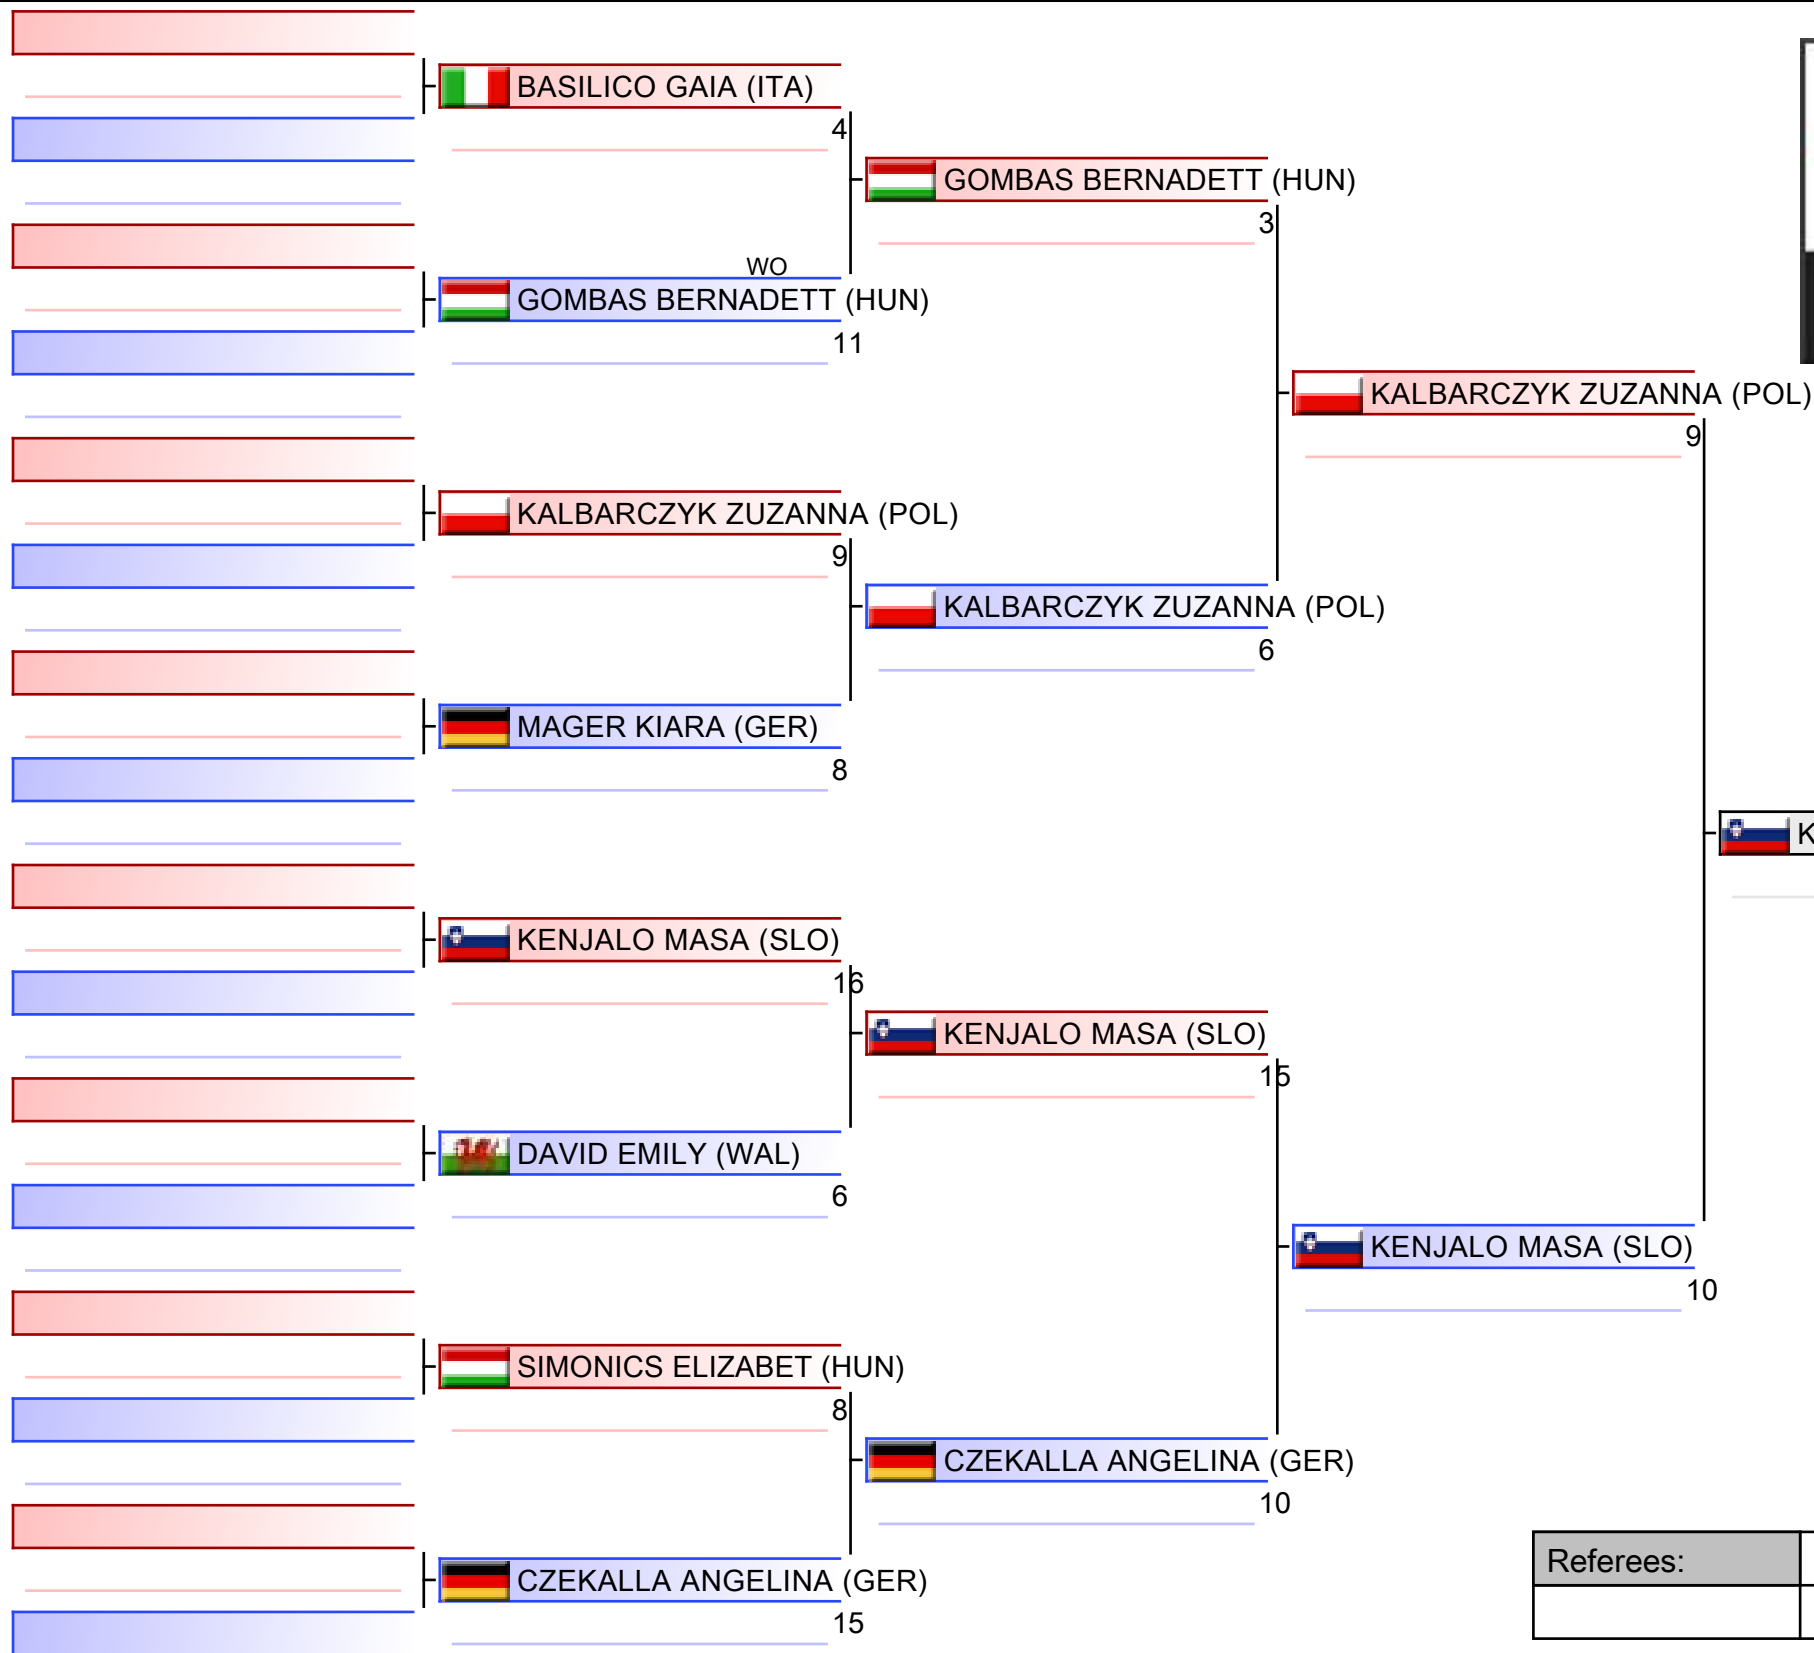 BASILICO GAIA (ITA)
4
GOMBAS BERNADETT (HUN)
3
WO
GOMBAS BERNADETT (HUN)
11
KALBARCZYK ZUZANNA (POL)
9
KALBARCZYK ZUZANNA (POL)
9
KALBARCZYK ZUZANNA (POL)
6
MAGER KIARA (GER)
8
K
KENJALO MASA (SLO)
16
KENJALO MASA (SLO)
15
DAVID EMILY (WAL)
6
KENJALO MASA (SLO)
10
SIMONICS ELIZABET (HUN)
8
CZEKALLA ANGELINA (GER)
10
Referees:
CZEKALLA ANGELINA (GER)
15